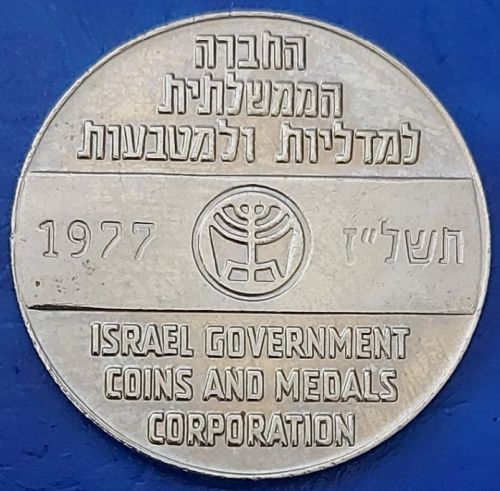 החברה
הממשלתית
למדליות ולמטבעות
1977 תשל"ז
ISRAEL GOVERNMENT
COINS AND MEDALS
CORPORATION